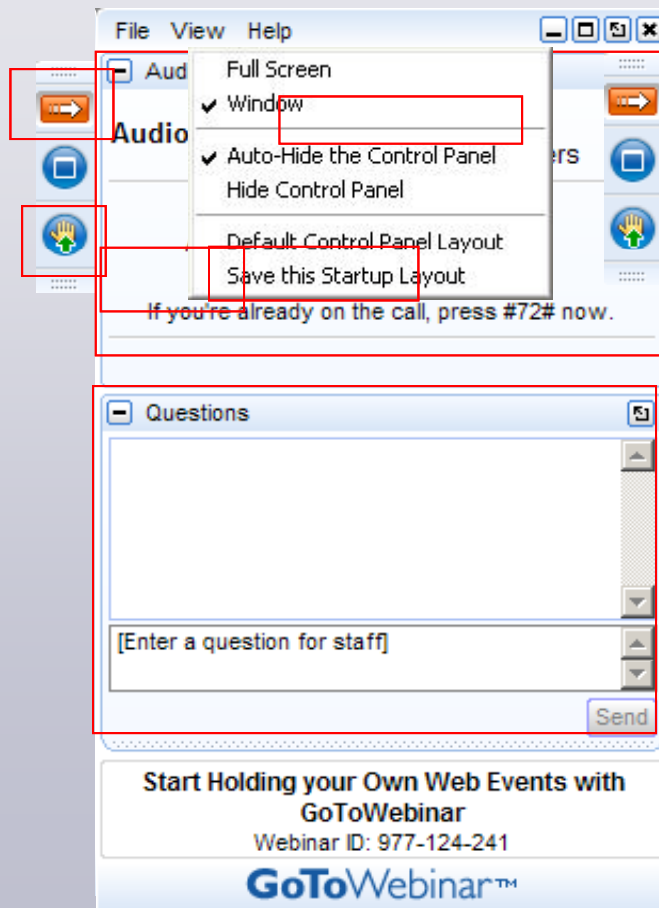 File View Help
Aud
Full Screen
Window
Audio
ers
Auto-Hide the Control Panel
Hide Control Panel
Default Control Panel Layout
Save this Startup Layout
If you're already on the call, press #72# now.
Questions
[Enter a question for staff]
Send
Start Holding your Own Web Events with
GoToWebinar
Webinar ID: 977-124-241
GoToWebinar™